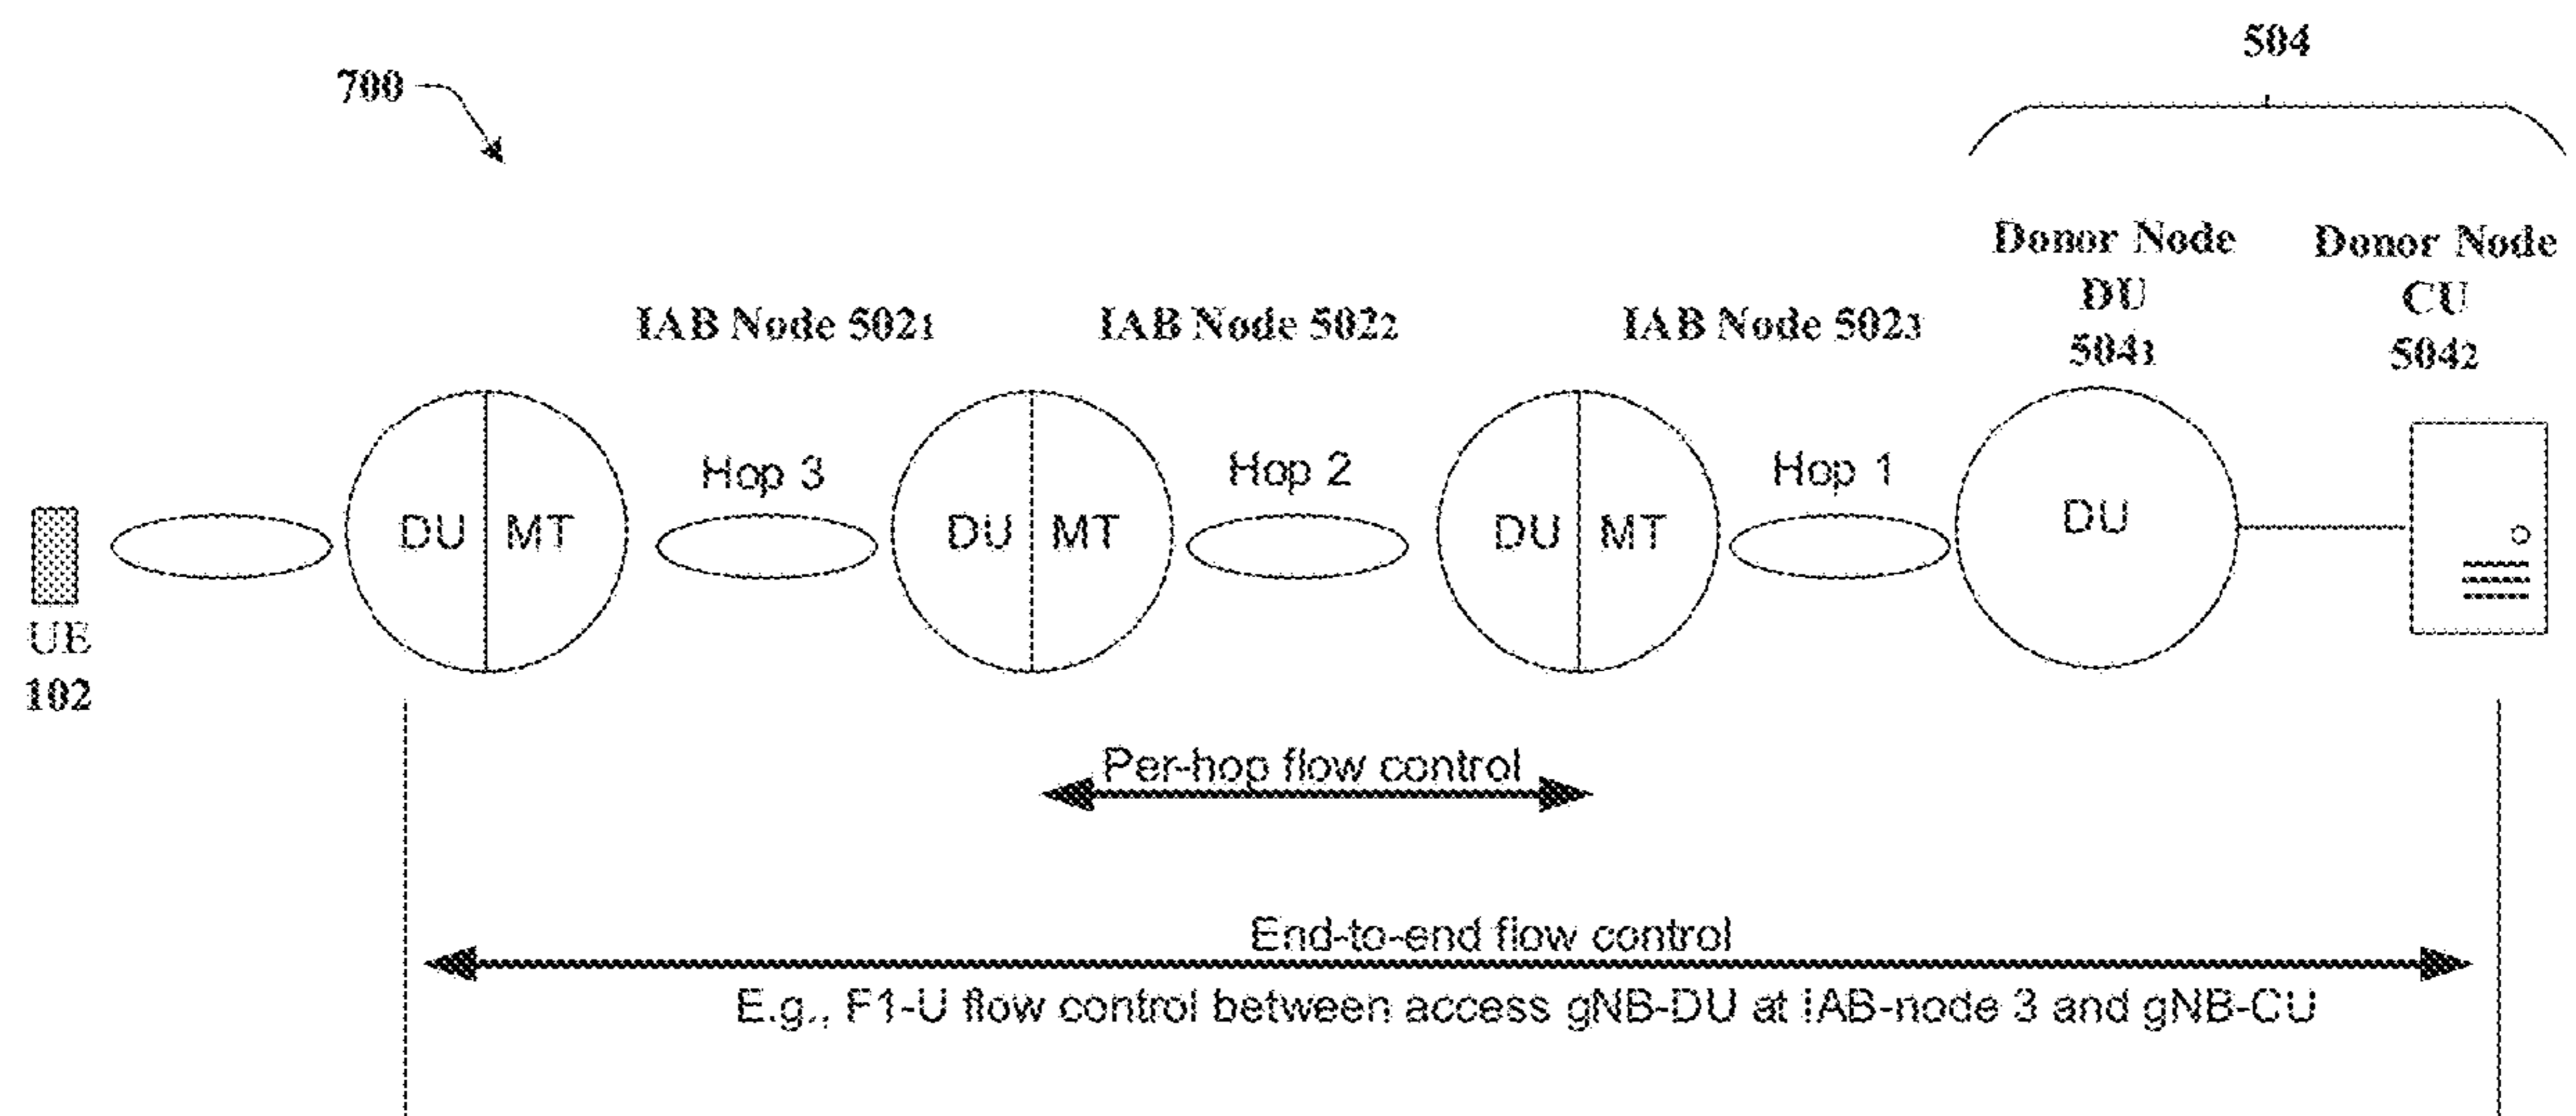 504
700
Donor Node
DU
504₁
Donor Node
CU
504₂
IAB Node 502₁
IAB Node 502₂
IAB Node 502₃
Hop 3
Hop 2
Hop 1
DU MT
DU MT
DU MT
DU
UE
102
Per-hop flow control
End-to-end flow control
E.g., F1-U flow control between access gNB-DU at IAB-node 3 and gNB-CU